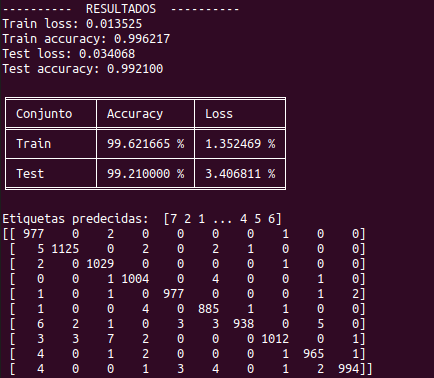 ----------  RESULTADOS  ----------
Train loss: 0.013525
Train accuracy: 0.996217
Test loss: 0.034068
Test accuracy: 0.992100
Conjunto Accuracy Loss
Train 99.621665 % 1.352469 %
Test 99.210000 % 3.406811 %
Etiquetas predecidas:  [7 2 1 ... 4 5 6]
[[ 977    0    2    0    0    0    0    1    0    0]
 [   5 1125    0    2    0    2    1    0    0    0]
 [   2    0 1029    0    0    0    0    1    0    0]
 [   0    0    1 1004    0    4    0    0    1    0]
 [   1    0    1    0  977    0    0    0    1    2]
 [   1    0    0    4    0  885    1    1    0    0]
 [   6    2    1    0    3    3  938    0    5    0]
 [   3    3    7    2    0    0    0 1012    0    1]
 [   4    0    1    2    0    0    0    1  965    1]
 [   4    0    0    1    3    4    0    1    2  994]]